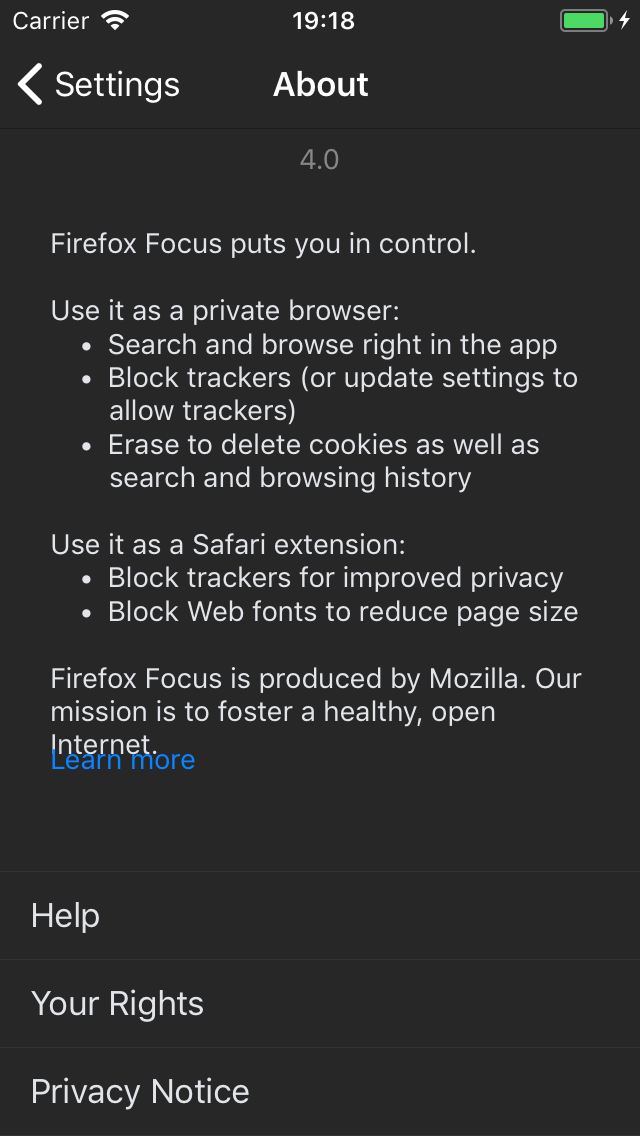 Carrier 19:18
Settings About
4.0
Firefox Focus puts you in control.
Use it as a private browser:
• Search and browse right in the app
• Block trackers (or update settings to
allow trackers)
• Erase to delete cookies as well as
search and browsing history
Use it as a Safari extension:
• Block trackers for improved privacy
• Block Web fonts to reduce page size
Firefox Focus is produced by Mozilla. Our
mission is to foster a healthy, open
Internet.
Learn more
Help
Your Rights
Privacy Notice